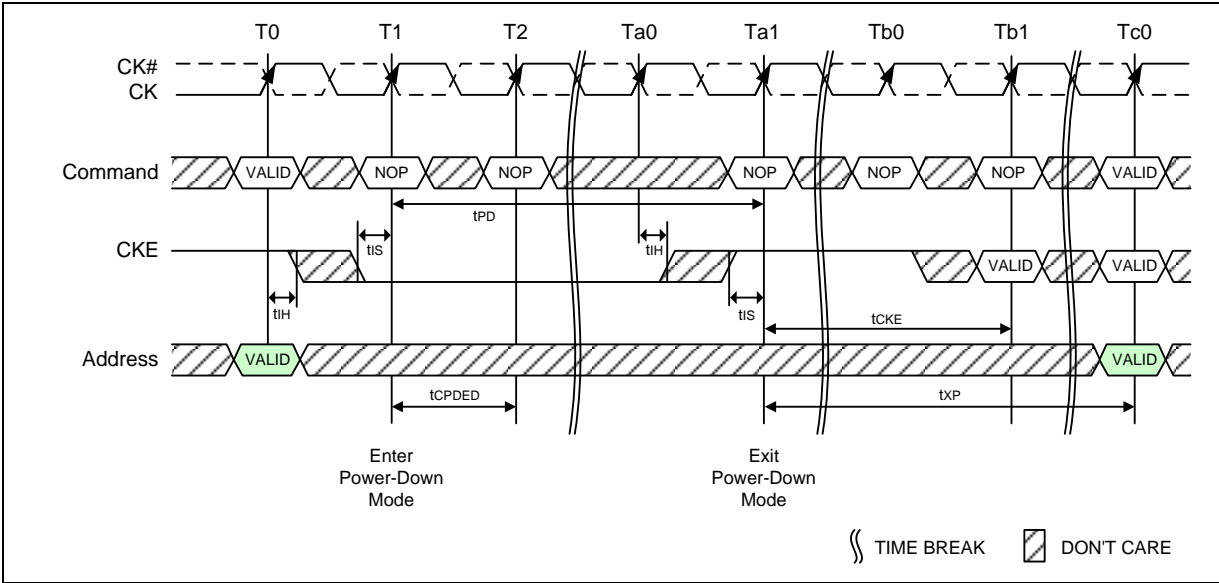 T0 T1 T2 Ta0 Ta1 Tb0 Tb1 Tc0
CK#
CK
Command VALID NOP NOP NOP NOP NOP VALID
tPD
tIS tIH
CKE VALID VALID
tIH tIS
tCKE
Address VALID VALID
tCPDED tXP
Enter
Power-Down
Mode
Exit
Power-Down
Mode
TIME BREAK DON'T CARE